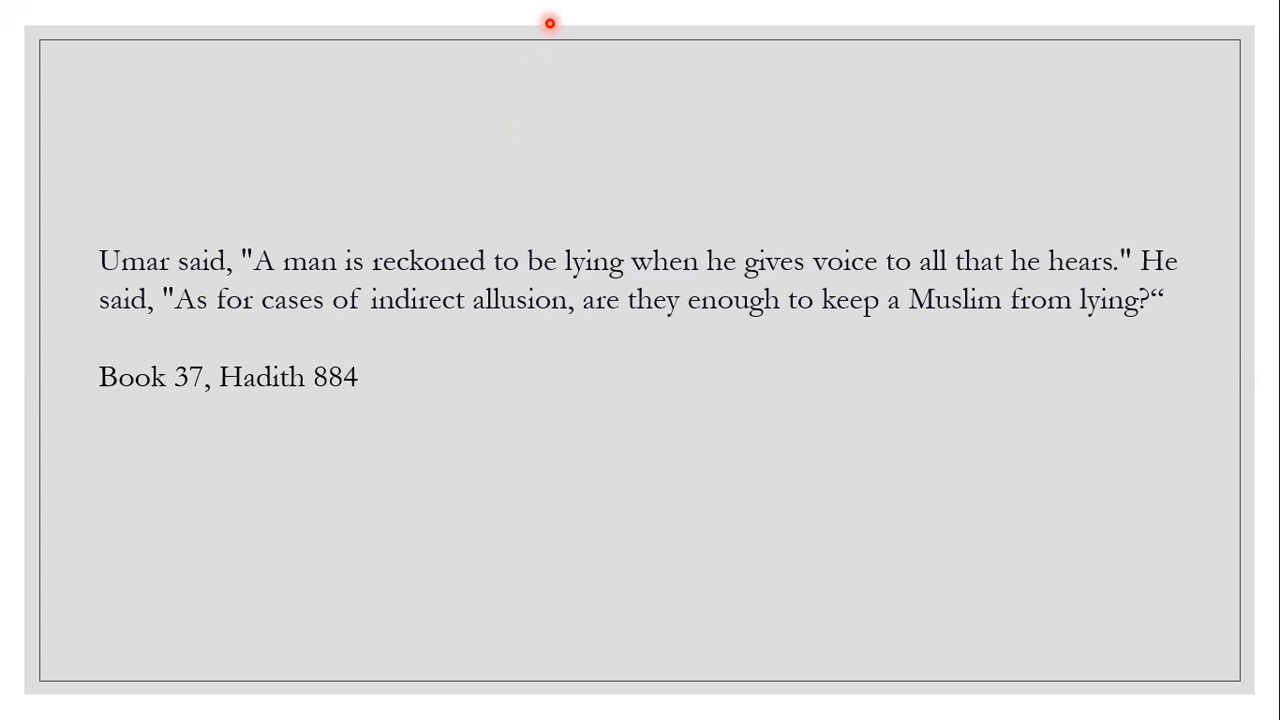 Umar said, "A man is reckoned to be lying when he gives voice to all that he hears." He
said, "As for cases of indirect allusion, are they enough to keep a Muslim from lying?“
Book 37, Hadith 884